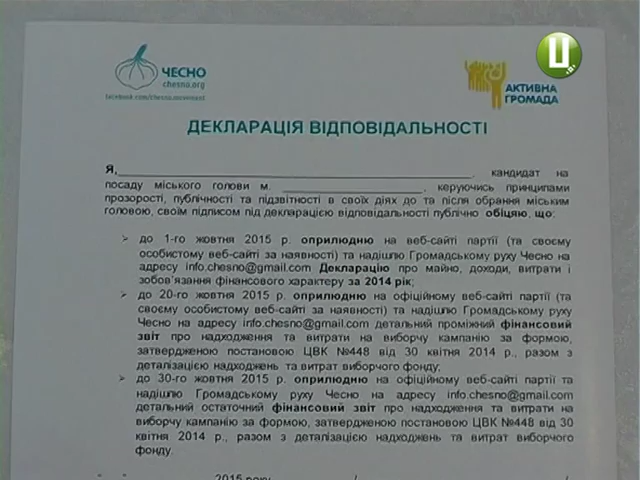 ЧЕСНО
chesno.org
facebook.com/chesno.movement
Ц
АКТИВНА
ГРОМАДА
ДЕКЛАРАЦІЯ ВІДПОВІДАЛЬНОСТІ
Я, кандидат на
посаду міського голови м. , керуючись принципами
прозорості, публічності та підзвітності в своїх діях до та після обрання міським
головою, своїм підписом під декларацією відповідальності публічно обіцяю, що:
до 1-го жовтня 2015 р. оприлюдню на веб-сайті партії (та своєму
особистому веб-сайті за наявності) та надішлю Громадському руху Чесно на
адресу info.chesno@gmail.com Декларацію про майно, доходи, витрати і
зобов'язання фінансового характеру за 2014 рік;
до 20-го жовтня 2015 р. оприлюдню на офіційному веб-сайті партії (та
своєму особистому веб-сайті за наявності) та надішлю Громадському руху
Чесно на адресу info.chesno@gmail.com детальний проміжний фінансовий
звіт про надходження та витрати на виборчу кампанію за формою,
затвердженою постановою ЦВК №448 від 30 квітня 2014 р., разом з
деталізацією надходжень та витрат виборчого фонду;
до 30-го жовтня 2015 р. оприлюдню на офіційному веб-сайті партії та
надішлю Громадському руху Чесно на адресу info.chesno@gmail.com
детальний остаточний фінансовий звіт про надходження та витрати на
виборчу кампанію за формою, затвердженою постановою ЦВК №448 від 30
квітня 2014 р., разом з деталізацією надходжень та витрат виборчого
фонду.
2015 року